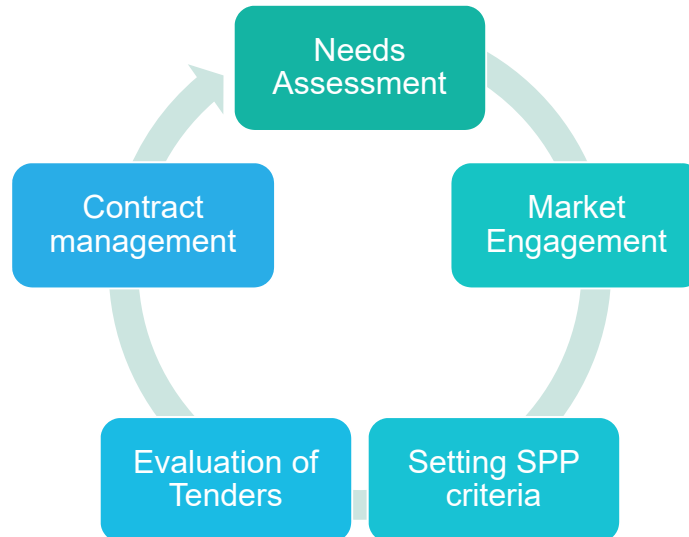 Needs
Assessment
Market
Engagement
Setting SPP
criteria
Evaluation of
Tenders
Contract
management